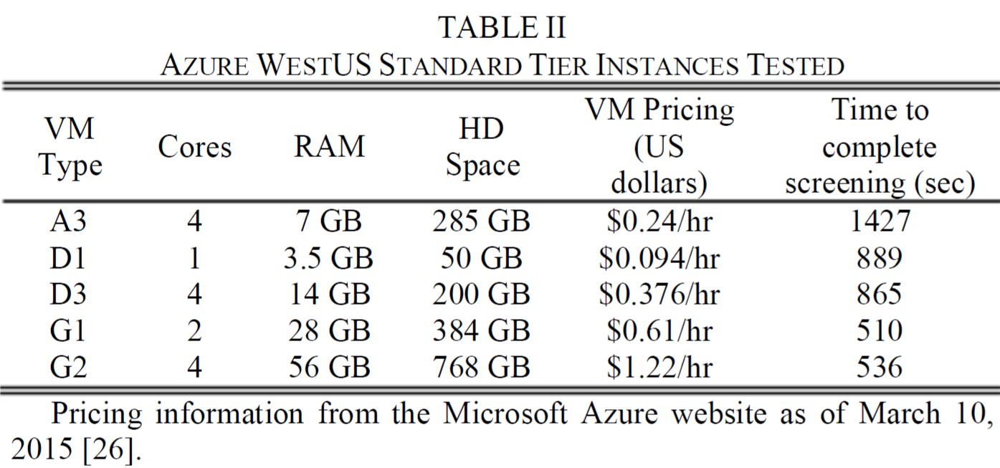 TABLE II
AZURE WESTUS STANDARD TIER INSTANCES TESTED
VM Type Cores RAM HD Space VM Pricing (US dollars) Time to complete screening (sec)
A3 4 7 GB 285 GB $0.24/hr 1427
D1 1 3.5 GB 50 GB $0.094/hr 889
D3 4 14 GB 200 GB $0.376/hr 865
G1 2 28 GB 384 GB $0.61/hr 510
G2 4 56 GB 768 GB $1.22/hr 536
Pricing information from the Microsoft Azure website as of March 10,
2015 [26].